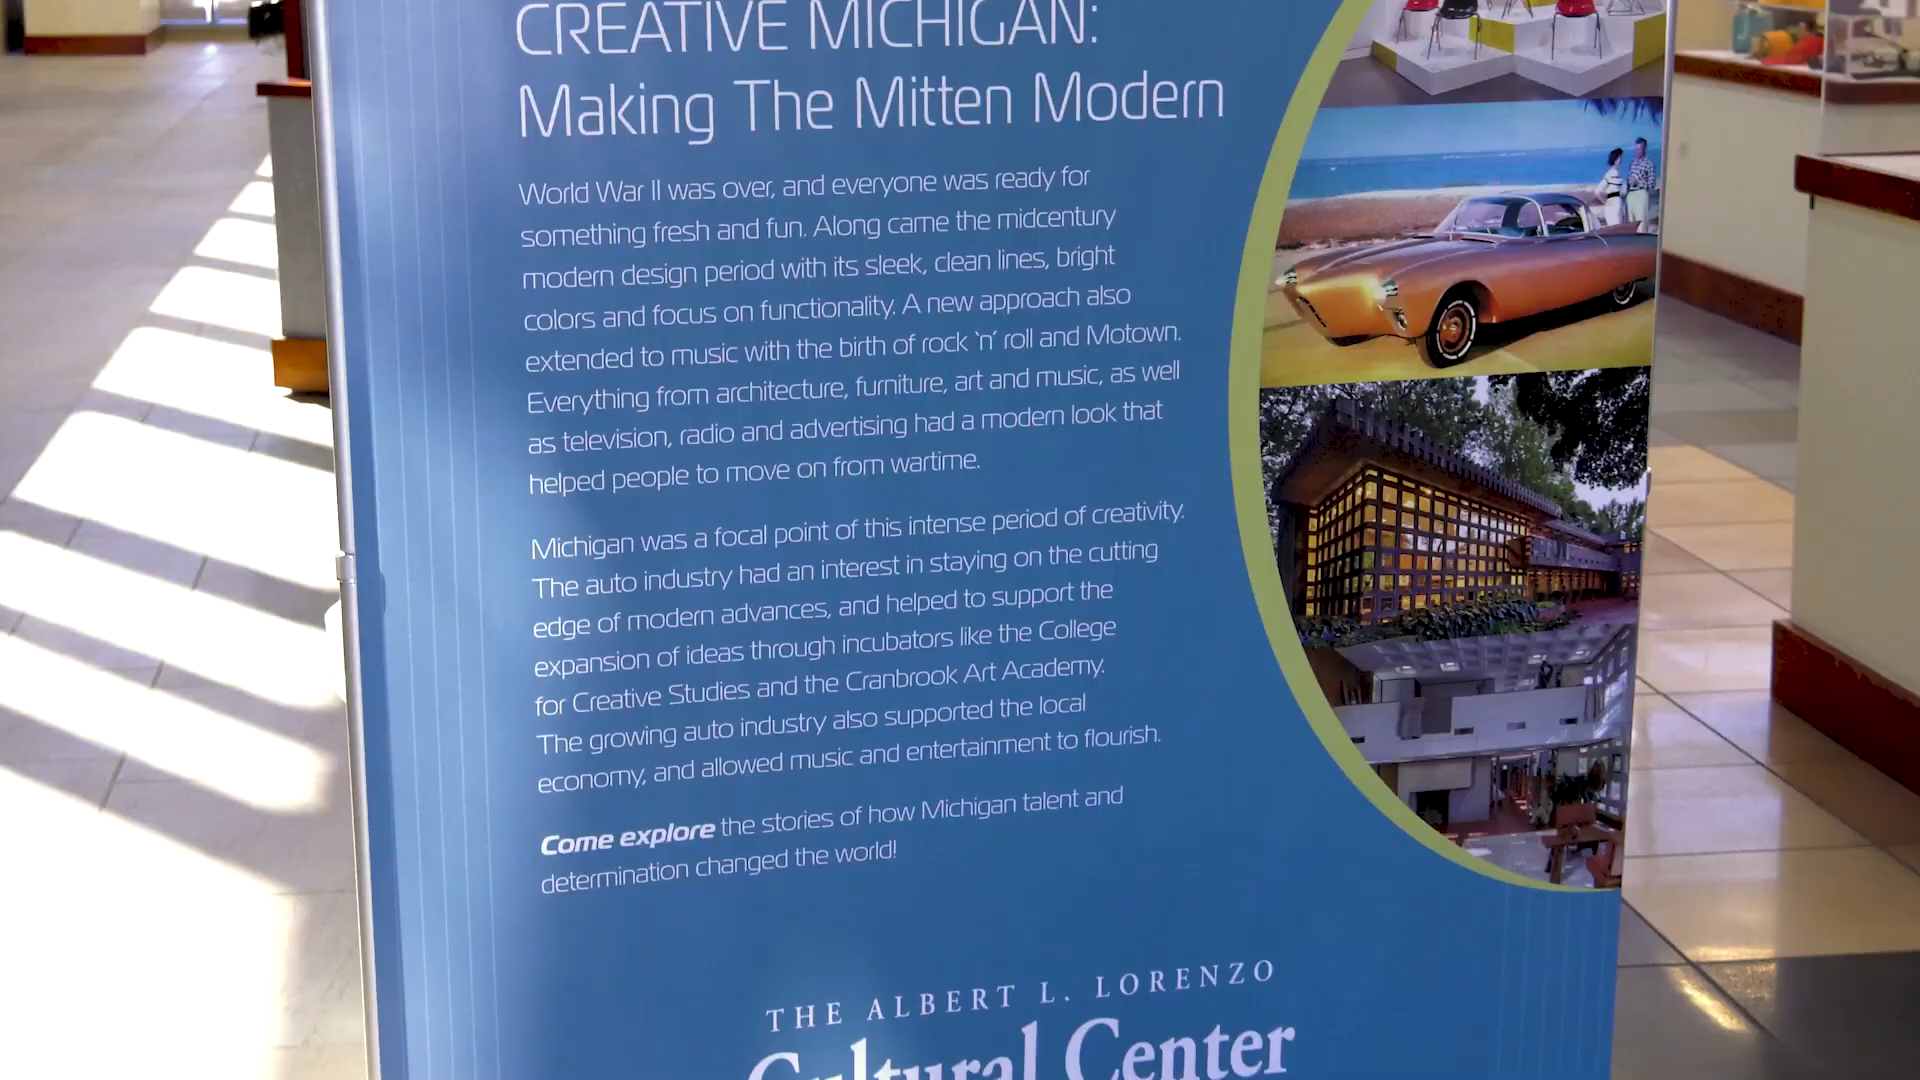 CREATIVE MICHIGAN:
Making The Mitten Modern
World War II was over, and everyone was ready for
something fresh and fun. Along came the midcentury
modern design period with its sleek, clean lines, bright
colors and focus on functionality. A new approach also
extended to music with the birth of rock 'n' roll and Motown.
Everything from architecture, furniture, art and music, as well
as television, radio and advertising had a modern look that
helped people to move on from wartime.
Michigan was a focal point of this intense period of creativity.
The auto industry had an interest in staying on the cutting
edge of modern advances, and helped to support the
expansion of ideas through incubators like the College
for Creative Studies and the Cranbrook Art Academy.
The growing auto industry also supported the local
economy, and allowed music and entertainment to flourish.
Come explore the stories of how Michigan talent and
determination changed the world!
THE ALBERT L. LORENZO
Cultural Center